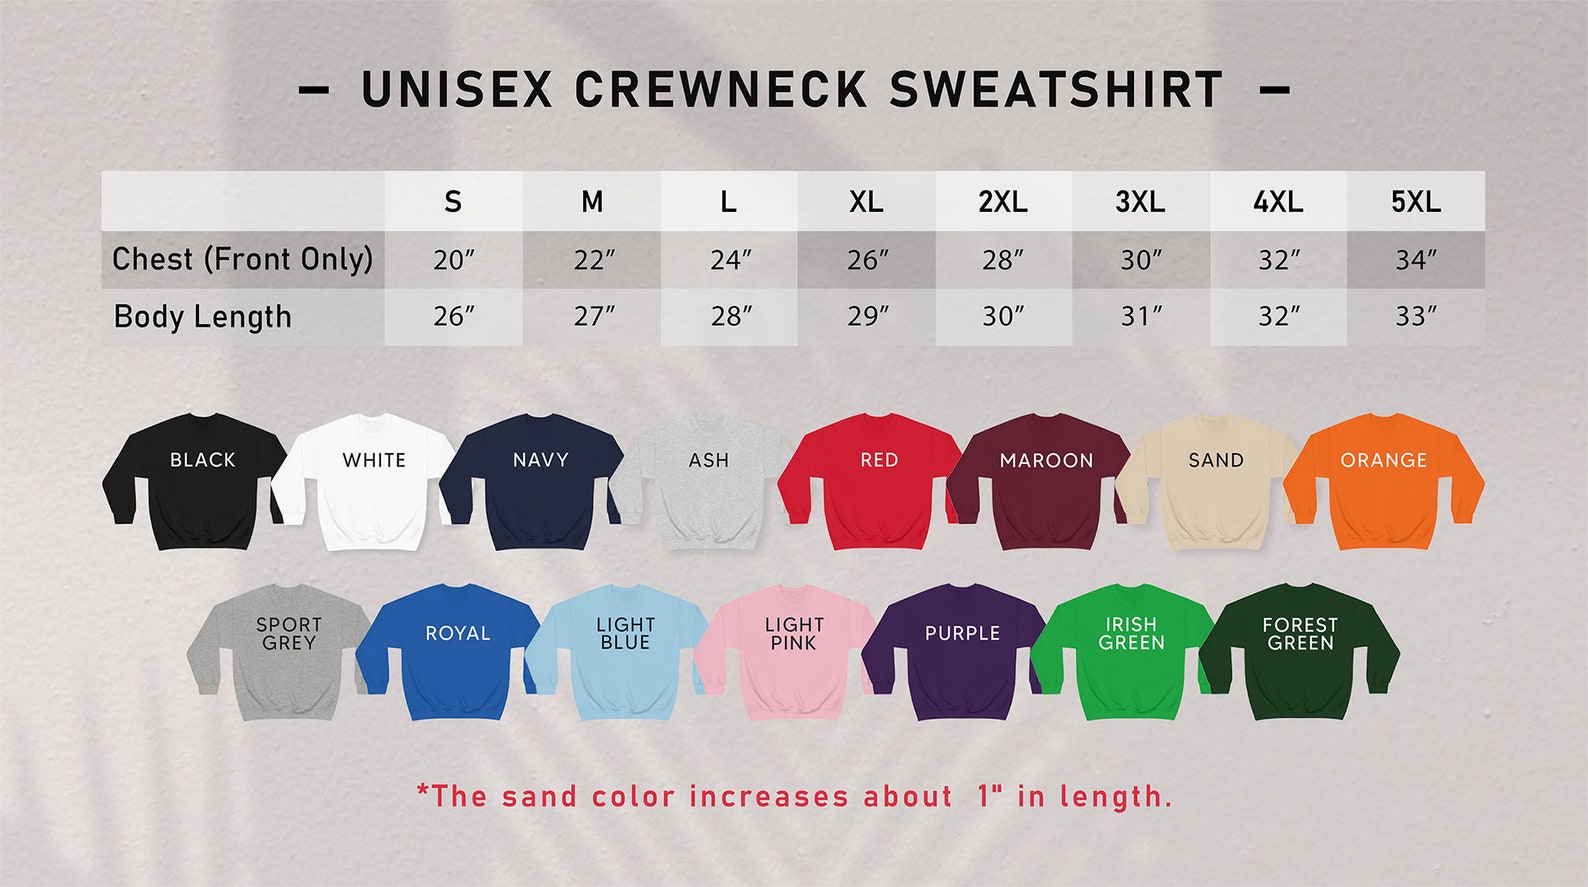 — UNISEX CREWNECK SWEATSHIRT —
S M L XL 2XL 3XL 4XL 5XL
Chest (Front Only) 20” 22” 24” 26” 28” 30” 32” 34”
Body Length 26” 27” 28” 29” 30” 31” 32” 33”
BLACK WHITE NAVY ASH RED MAROON SAND ORANGE
SPORT GREY ROYAL LIGHT BLUE LIGHT PINK PURPLE IRISH GREEN FOREST GREEN
*The sand color increases about 1" in length.